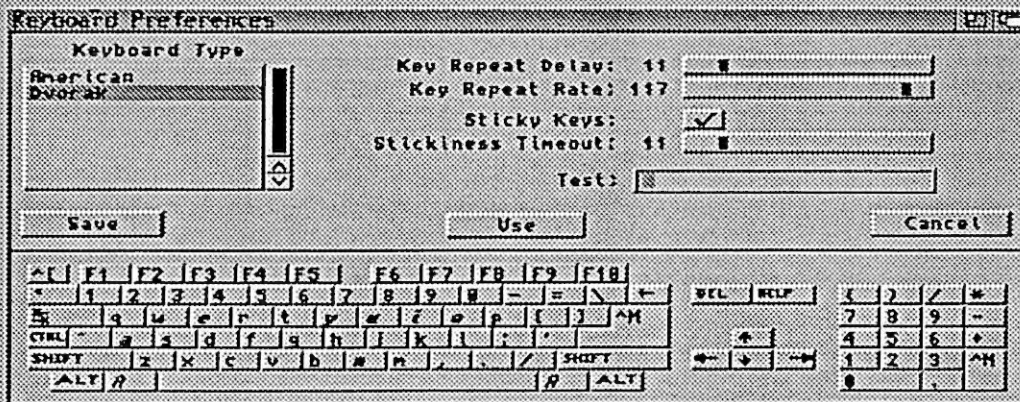 Keyboard Preferences
Keyboard Type
American
Dvorak
Key Repeat Delay: 11
Key Repeat Rate: 117
Sticky Keys: ✓
Stickiness Timeout: 11
Test:
Save Use Cancel
^[ F1 F2 F3 F4 F5 F6 F7 F8 F9 F10
` 1 2 3 4 5 6 7 8 9 0 - = \ ← DEL HELP ( ) / *
q w e r t y u i o p [ ] ^M 7 8 9 -
CTRL a s d f g h j k l ; ' ↑ 4 5 6 +
SHIFT z x c v b n m , . / SHIFT ← ↓ → 1 2 3 ^M
ALT A A ALT 0 .